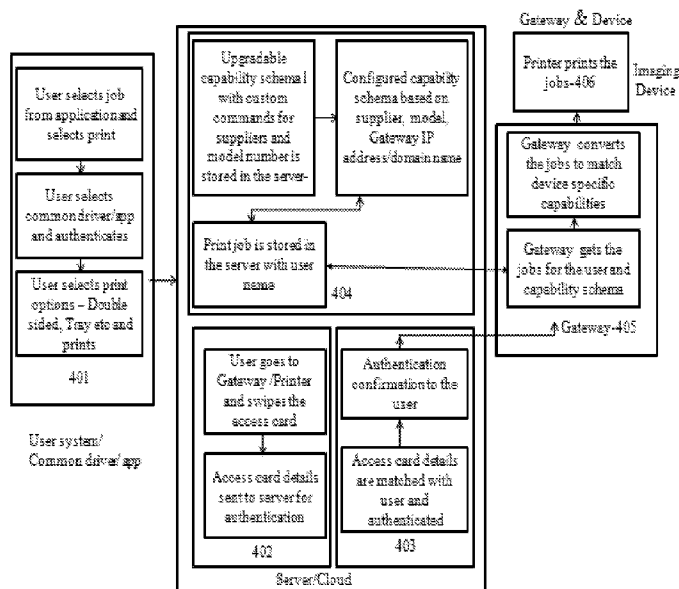 Gateway & Device
User selects job
from application and
selects print
User selects
common driver/app
and authenticates
User selects print
options – Double
sided, Tray etc and
prints
401
User system/
Common driver/app
Upgradable
capability schema l
with custom
commands for
suppliers and
model number is
stored in the server-
Configured capability
schema based on
supplier, model,
Gateway IP
address/domain name
Print job is stored in
the server with user
name
404
User goes to
Gateway /Printer
and swipes the
access card
Access card details
sent to server for
authentication
402
Authentication
confirmation to the
user
Access card details
are matched with
user and
authenticated
403
Server/Cloud
Printer prints the
jobs-406
Imaging
Device
Gateway converts
the jobs to match
device specific
capabilities
Gateway gets the
jobs for the user and
capability schema
Gateway-405